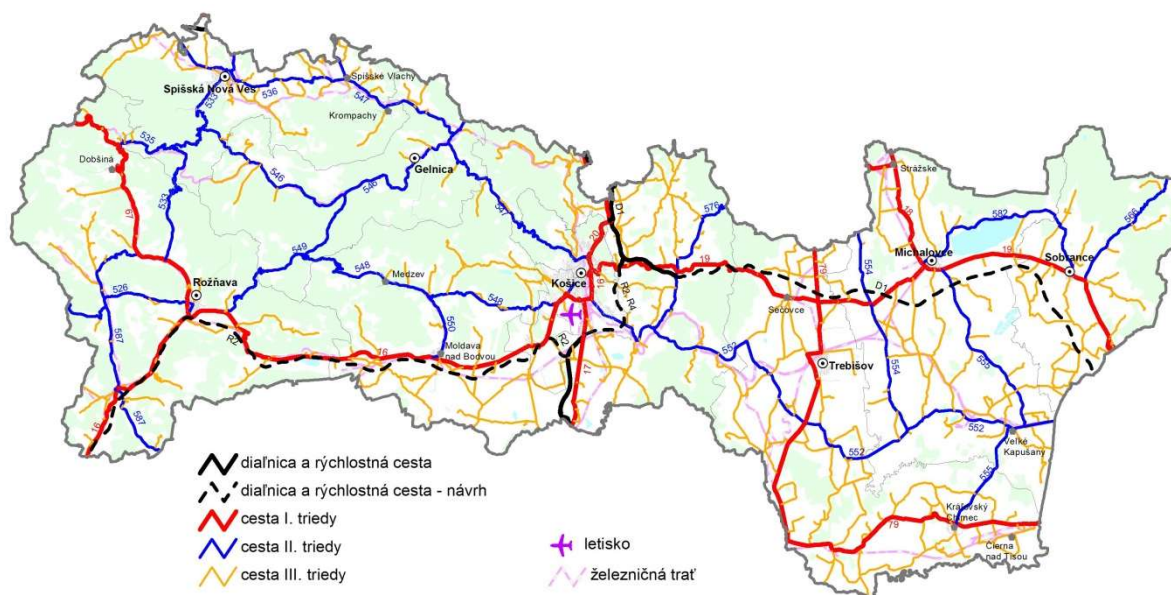 Spišské Vlachy
Spišská Nová Ves
536
547
533
Krompachy
535
Dobšiná
Gelnica
546
546
Strážske
566
576
582
547
D1
533
67
18
20
549
554
Michalovce
19
Sobrance
19
79
548
Medzev
Košice
16
R2, R4
D1
526
Rožňava
548
Sečovce
587
550
R2
16
Moldava
nad Bodvou
R2
552
555
17
Trebišov
554
16
587
552
552
Veľké
Kapušany
555
Kráľovský
Chlmec
79
Čierna
nad Tisou
diaľnica a rýchlostná cesta
diaľnica a rýchlostná cesta - návrh
cesta I. triedy
cesta II. triedy
cesta III. triedy
letisko
železničná trať